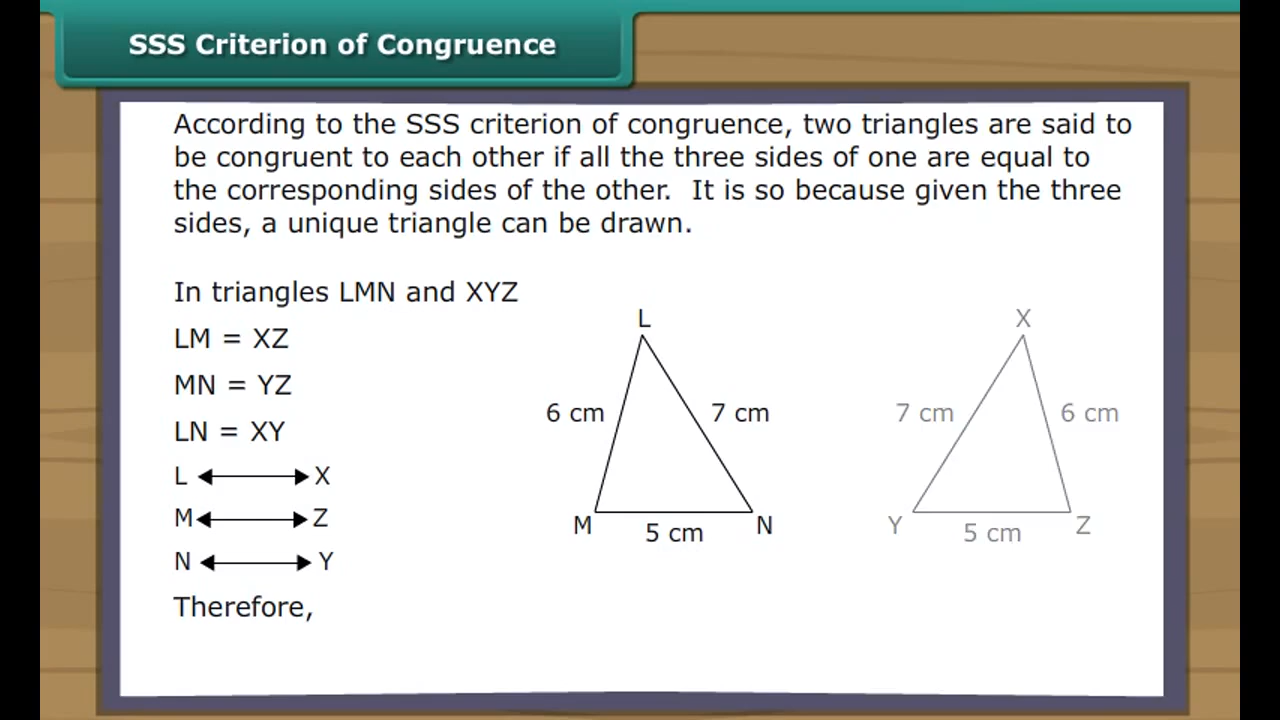 SSS Criterion of Congruence
According to the SSS criterion of congruence, two triangles are said to
be congruent to each other if all the three sides of one are equal to
the corresponding sides of the other. It is so because given the three
sides, a unique triangle can be drawn.
In triangles LMN and XYZ
LM = XZ
MN = YZ
LN = XY
L X
M Z
N Y
Therefore,
L
6 cm 7 cm
M N
5 cm
X
7 cm 6 cm
Y Z
5 cm